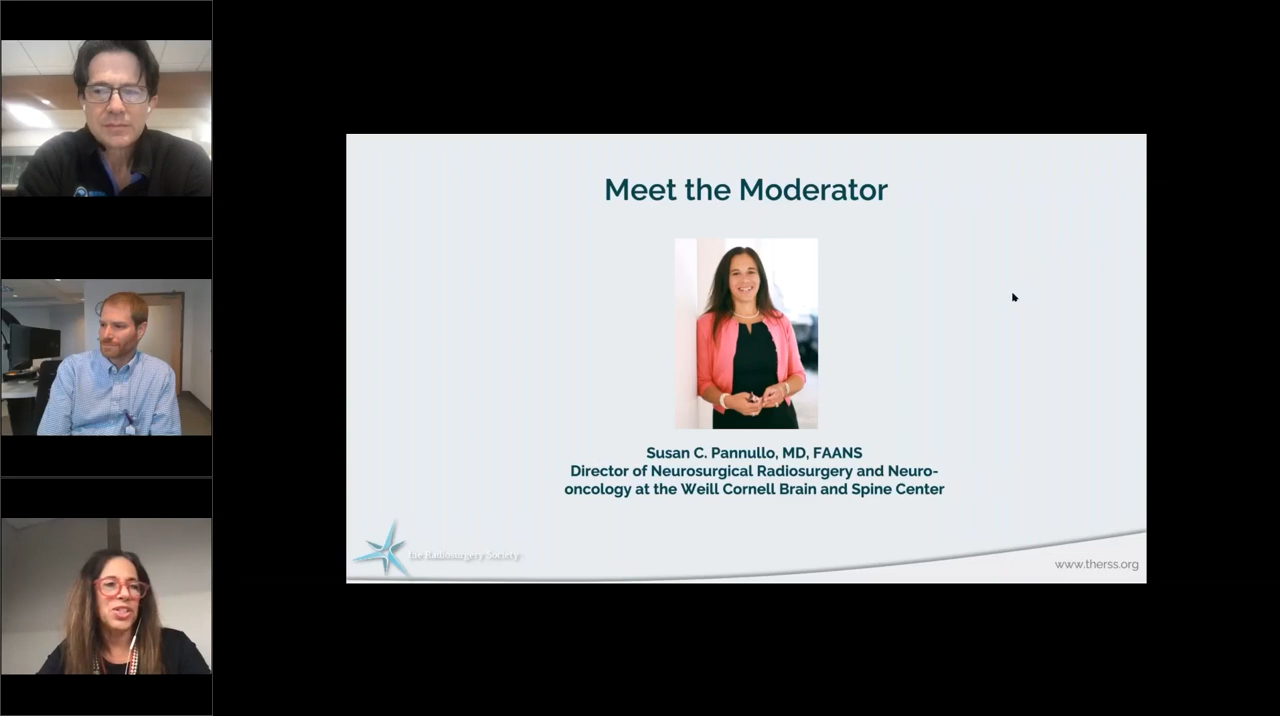 Meet the Moderator
Susan C. Pannullo, MD, FAANS
Director of Neurosurgical Radiosurgery and Neuro-
oncology at the Weill Cornell Brain and Spine Center
The Radiosurgery Society
www.therss.org